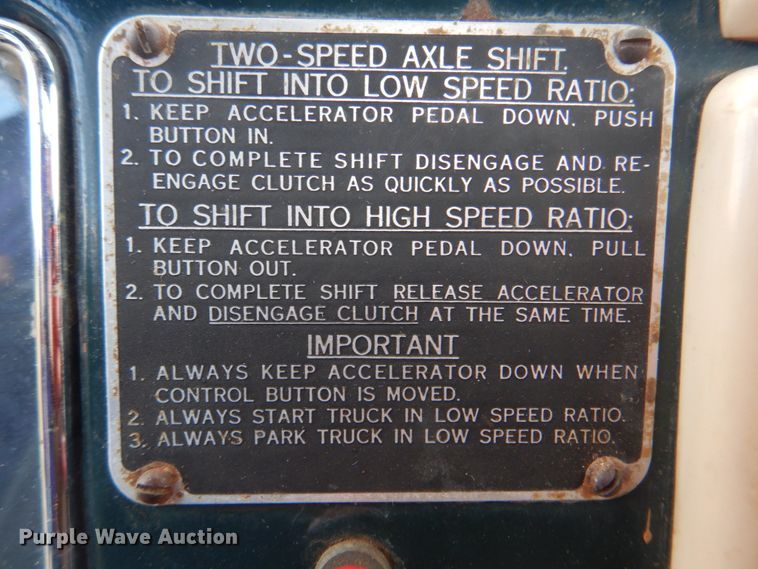 TWO-SPEED AXLE SHIFT.
TO SHIFT INTO LOW SPEED RATIO:
1. KEEP ACCELERATOR PEDAL DOWN, PUSH
BUTTON IN.
2. TO COMPLETE SHIFT DISENGAGE AND RE-
ENGAGE CLUTCH AS QUICKLY AS POSSIBLE.
TO SHIFT INTO HIGH SPEED RATIO:
1. KEEP ACCELERATOR PEDAL DOWN, PULL
BUTTON OUT.
2. TO COMPLETE SHIFT RELEASE ACCELERATOR
AND DISENGAGE CLUTCH AT THE SAME TIME.
IMPORTANT
1. ALWAYS KEEP ACCELERATOR DOWN WHEN
CONTROL BUTTON IS MOVED.
2. ALWAYS START TRUCK IN LOW SPEED RATIO.
3. ALWAYS PARK TRUCK IN LOW SPEED RATIO.
Purple Wave Auction